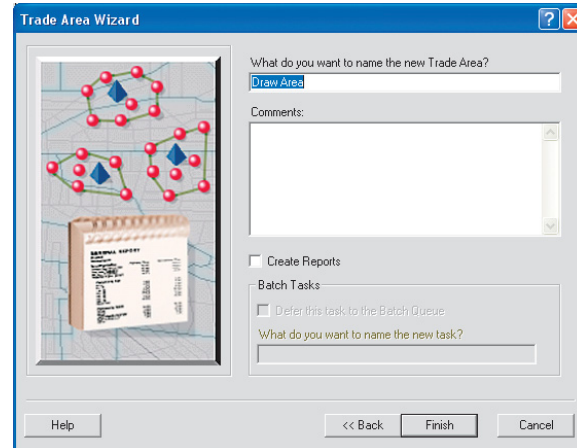 Trade Area Wizard
What do you want to name the new Trade Area?
Draw Area
Comments:
Create Reports
Batch Tasks
Defer this task to the Batch Queue
What do you want to name the new task?
Help
<< Back
Finish
Cancel